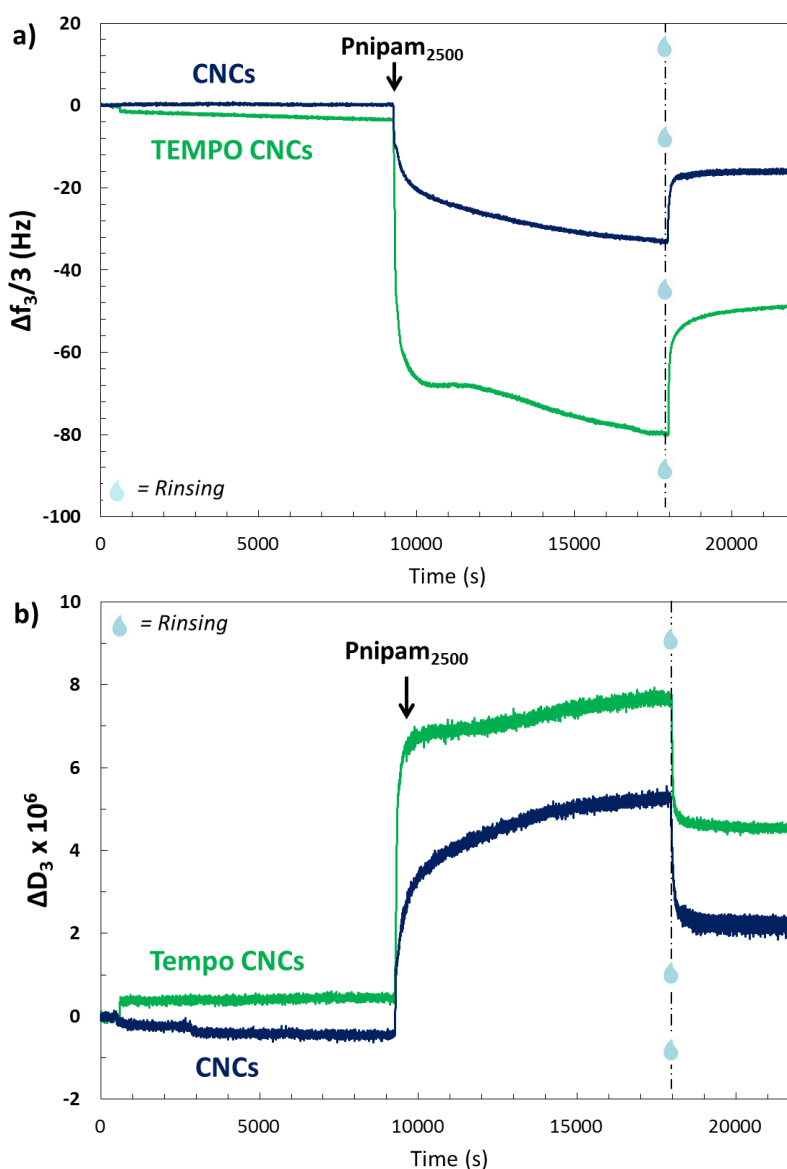 a)
Pnipam2500
CNCs
TEMPO CNCs
Δf3/3 (Hz)
20
0
-20
-40
-60
-80
-100
= Rinsing
0 5000 10000 15000 20000
Time (s)
b)
= Rinsing
Pnipam2500
ΔD3 x 10^6
10
8
6
4
2
0
-2
Tempo CNCs
CNCs
0 5000 10000 15000 20000
Time (s)